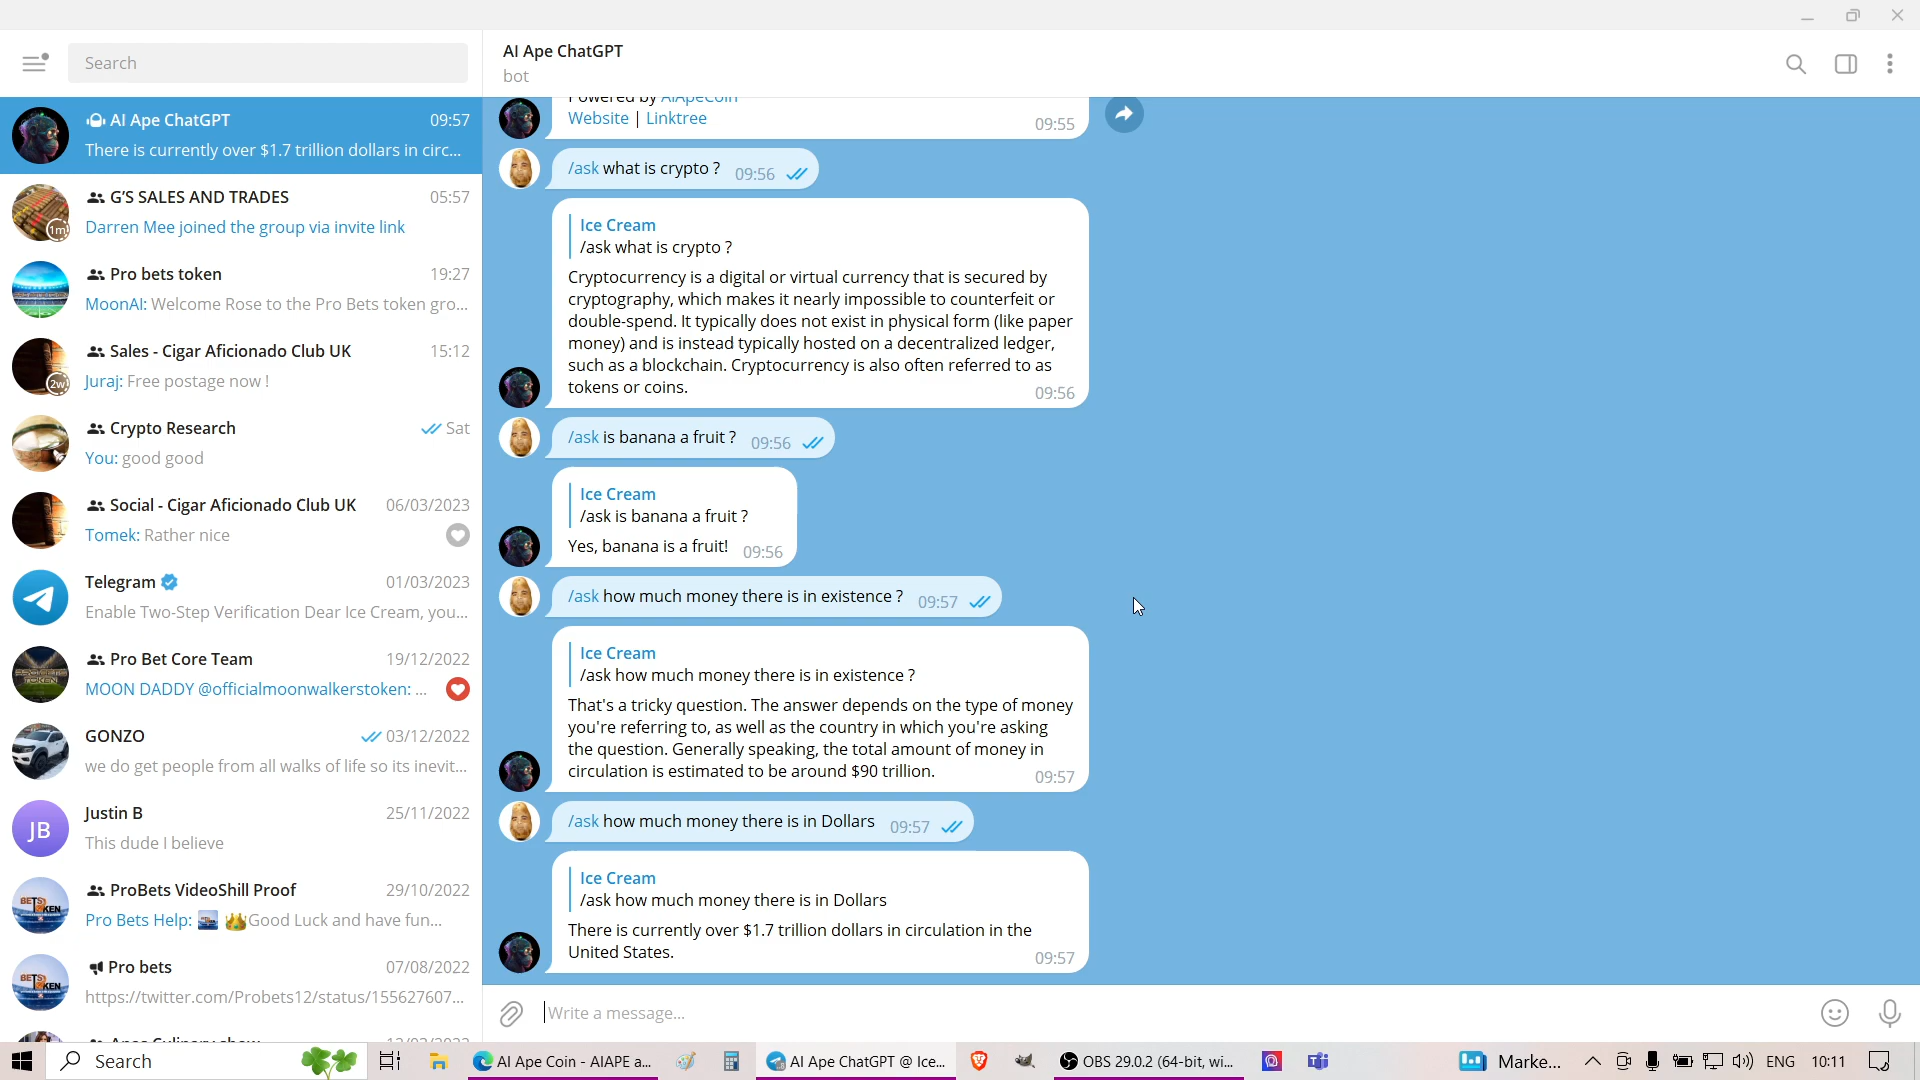 Search
AI Ape ChatGPT
bot
AI Ape ChatGPT 09:57
There is currently over $1.7 trillion dollars in circ...
G'S SALES AND TRADES 05:57
Darren Mee joined the group via invite link
1m
Pro bets token 19:27
MoonAI: Welcome Rose to the Pro Bets token gro...
Sales - Cigar Aficionado Club UK 15:12
Juraj: Free postage now !
2w
Crypto Research Sat
You: good good
Social - Cigar Aficionado Club UK 06/03/2023
Tomek: Rather nice
Telegram 01/03/2023
Enable Two-Step Verification Dear Ice Cream, you...
Pro Bet Core Team 19/12/2022
MOON DADDY @officialmoonwalkerstoken: ...
GONZO 03/12/2022
we do get people from all walks of life so its inevit...
JB
Justin B 25/11/2022
This dude I believe
ProBets VideoShill Proof 29/10/2022
Pro Bets Help: 👑Good Luck and have fun...
Pro bets 07/08/2022
https://twitter.com/Probets12/status/155627607...
Powered by AIApeCoin
Website | Linktree 09:55
/ask what is crypto ? 09:56
Ice Cream
/ask what is crypto ?
Cryptocurrency is a digital or virtual currency that is secured by
cryptography, which makes it nearly impossible to counterfeit or
double-spend. It typically does not exist in physical form (like paper
money) and is instead typically hosted on a decentralized ledger,
such as a blockchain. Cryptocurrency is also often referred to as
tokens or coins. 09:56
/ask is banana a fruit ? 09:56
Ice Cream
/ask is banana a fruit ?
Yes, banana is a fruit! 09:56
/ask how much money there is in existence ? 09:57
Ice Cream
/ask how much money there is in existence ?
That's a tricky question. The answer depends on the type of money
you're referring to, as well as the country in which you're asking
the question. Generally speaking, the total amount of money in
circulation is estimated to be around $90 trillion. 09:57
/ask how much money there is in Dollars 09:57
Ice Cream
/ask how much money there is in Dollars
There is currently over $1.7 trillion dollars in circulation in the
United States. 09:57
Write a message...
Search
AI Ape Coin - AIAPE a...
AI Ape ChatGPT @ Ice...
OBS 29.0.2 (64-bit, wi...
Marke...
ENG
10:11